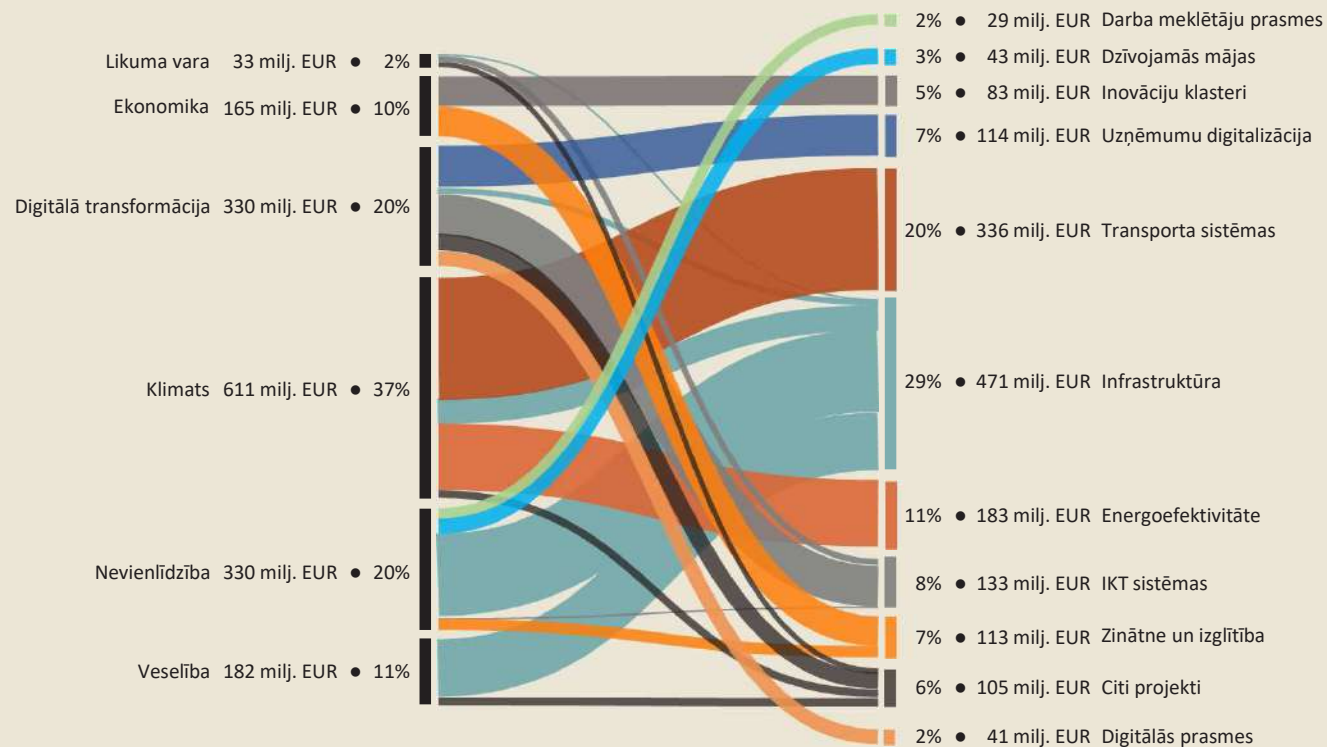 Likuma vara 33 milj. EUR ● 2%
Ekonomika 165 milj. EUR ● 10%
Digitālā transformācija 330 milj. EUR ● 20%
Klimats 611 milj. EUR ● 37%
Nevienlīdzība 330 milj. EUR ● 20%
Veselība 182 milj. EUR ● 11%
2% ● 29 milj. EUR Darba meklētāju prasmes
3% ● 43 milj. EUR Dzīvojamās mājas
5% ● 83 milj. EUR Inovāciju klasteri
7% ● 114 milj. EUR Uzņēmumu digitalizācija
20% ● 336 milj. EUR Transporta sistēmas
29% ● 471 milj. EUR Infrastruktūra
11% ● 183 milj. EUR Energoefektivitāte
8% ● 133 milj. EUR IKT sistēmas
7% ● 113 milj. EUR Zinātne un izglītība
6% ● 105 milj. EUR Citi projekti
2% ● 41 milj. EUR Digitālās prasmes